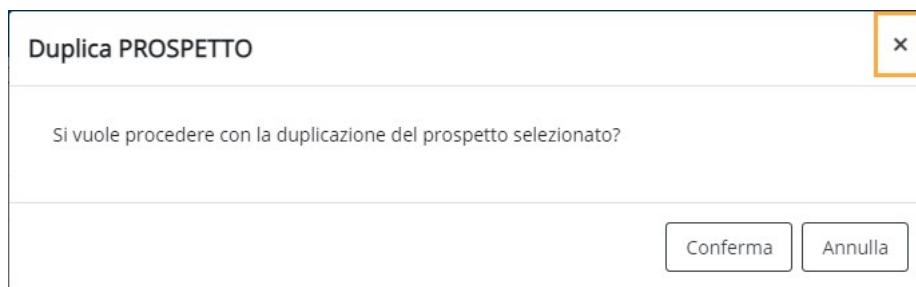 Duplica PROSPETTO
×
Si vuole procedere con la duplicazione del prospetto selezionato?
Conferma
Annulla